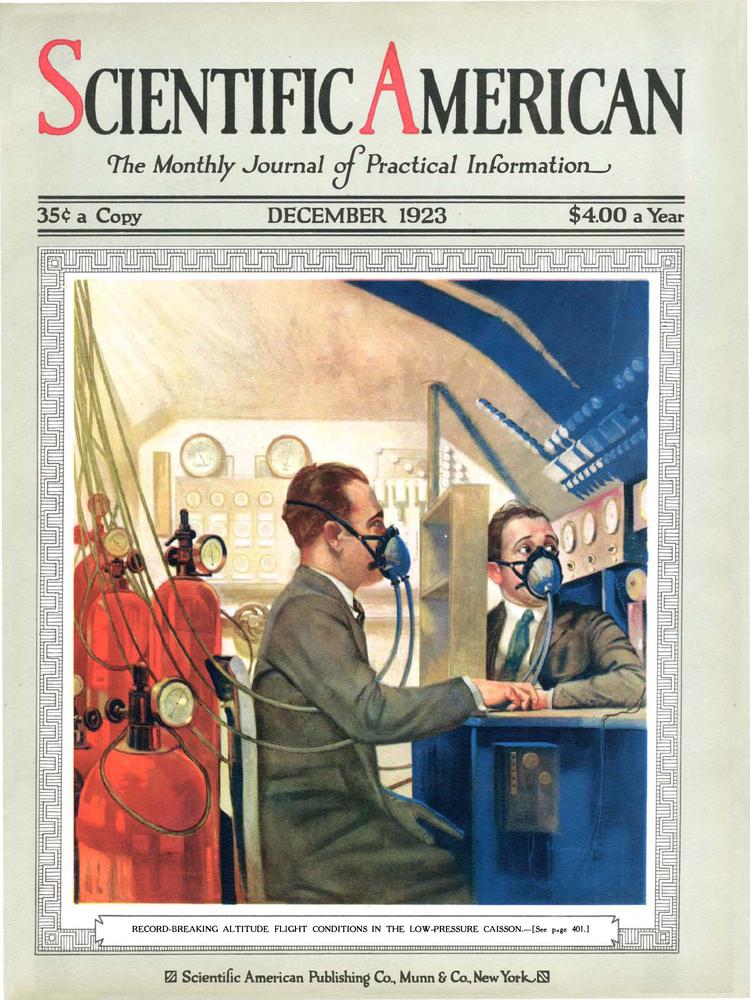 SCIENTIFIC AMERICAN
The Monthly Journal of Practical Information
35¢ a Copy DECEMBER 1923 $4.00 a Year
RECORD-BREAKING ALTITUDE FLIGHT CONDITIONS IN THE LOW-PRESSURE CAISSON.—[See page 401.]
Scientific American Publishing Co., Munn & Co., New York